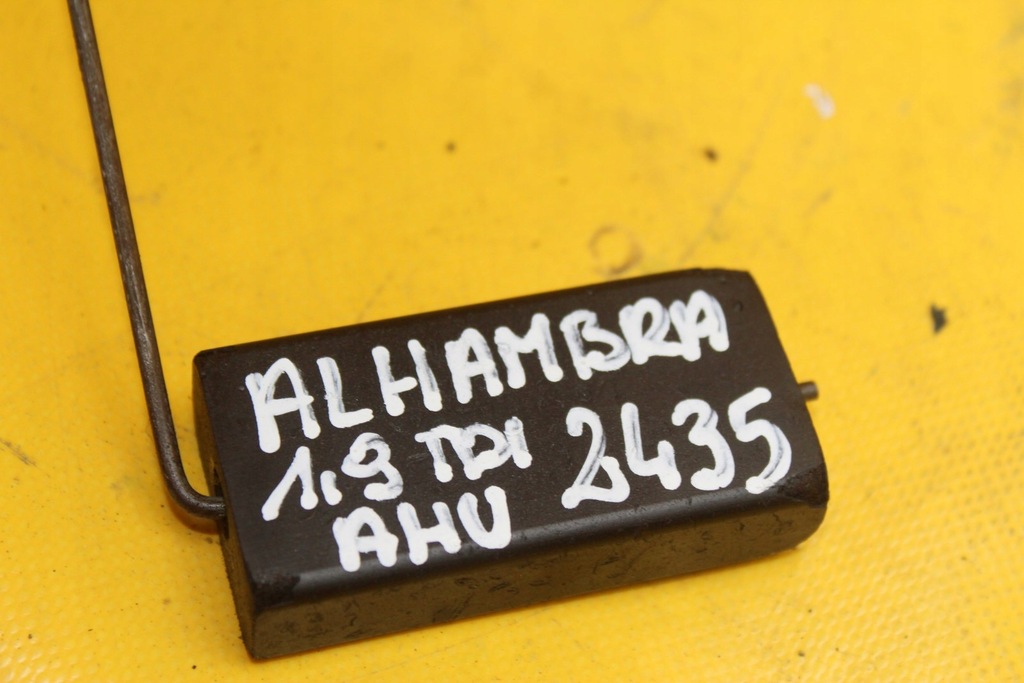 ALHAMBRA
1.9 TDI 2435
AHU